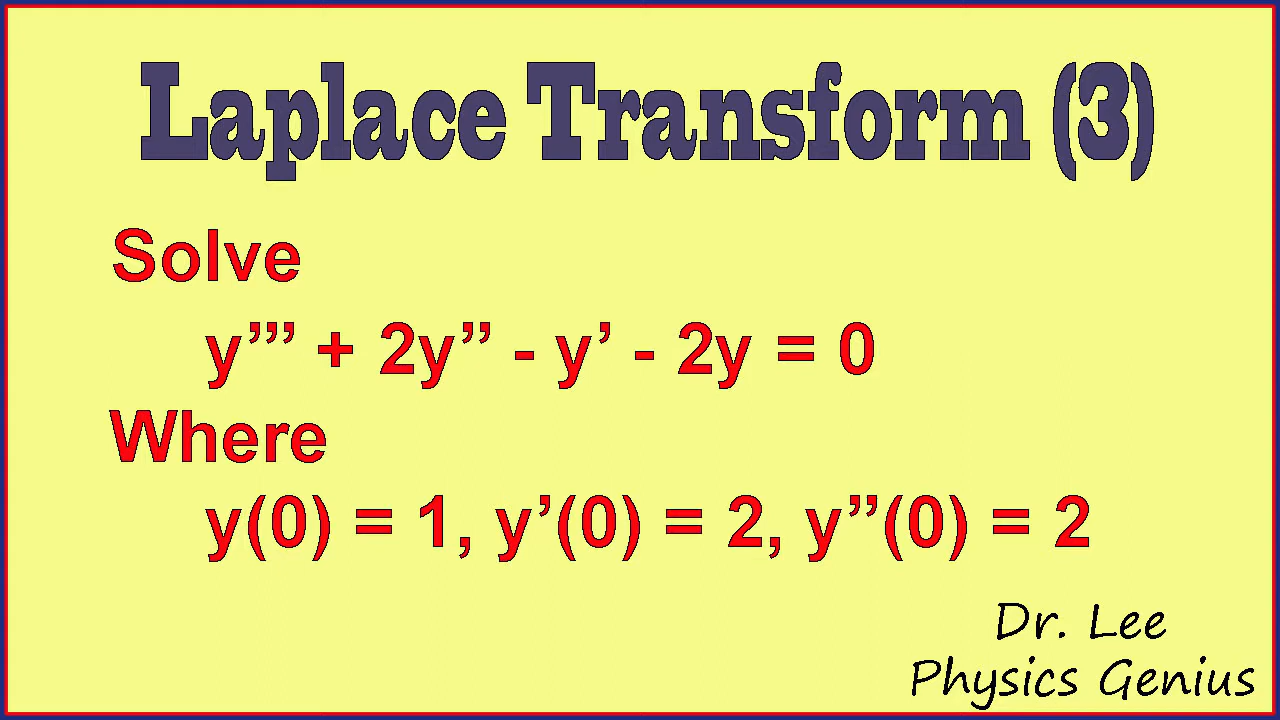 Laplace Transform (3)
Solve
y’’’ + 2y’’ - y’ - 2y = 0
Where
y(0) = 1, y’(0) = 2, y’’(0) = 2
Dr. Lee
Physics Genius